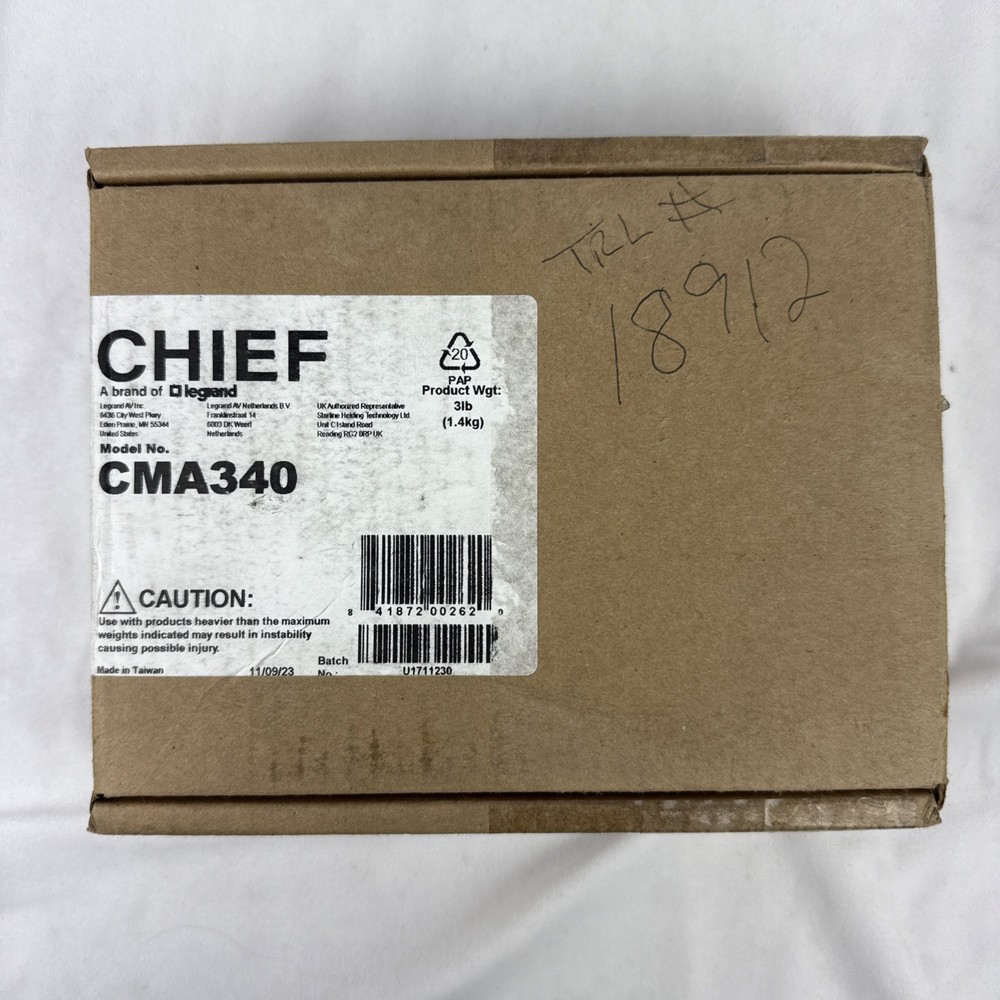 TRL #
18912
CHIEF
A brand of legrand
Legrand AV Inc.
6436 City West Pkwy
Eden Prairie, MN 55344
United States
Legrand AV Netherlands B.V.
Franklinstraat 14
6003 DK Weert
Netherlands
UK Authorized Representative
Starline Holding Technology Ltd.
Unit C Island Road
Reading RG2 0RP UK
20
PAP
Product Wgt:
3lb
(1.4kg)
Model No.
CMA340
8 41872 00262 0
CAUTION:
Use with products heavier than the maximum
weights indicated may result in instability
causing possible injury.
Made in Taiwan
11/09/23
Batch
No.:
U1711230